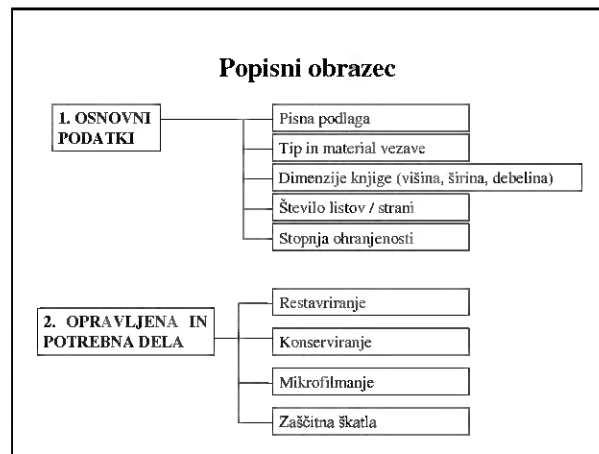 Popisni obrazec
1. OSNOVNI
PODATKI
Pisna podlaga
Tip in material vezave
Dimenzije knjige (višina, širina, debelina)
Število listov / strani
Stopnja ohranjenosti
2. OPRAVLJENA IN
POTREBNA DELA
Restavriranje
Konserviranje
Mikrofilmanje
Zaščitna škatla